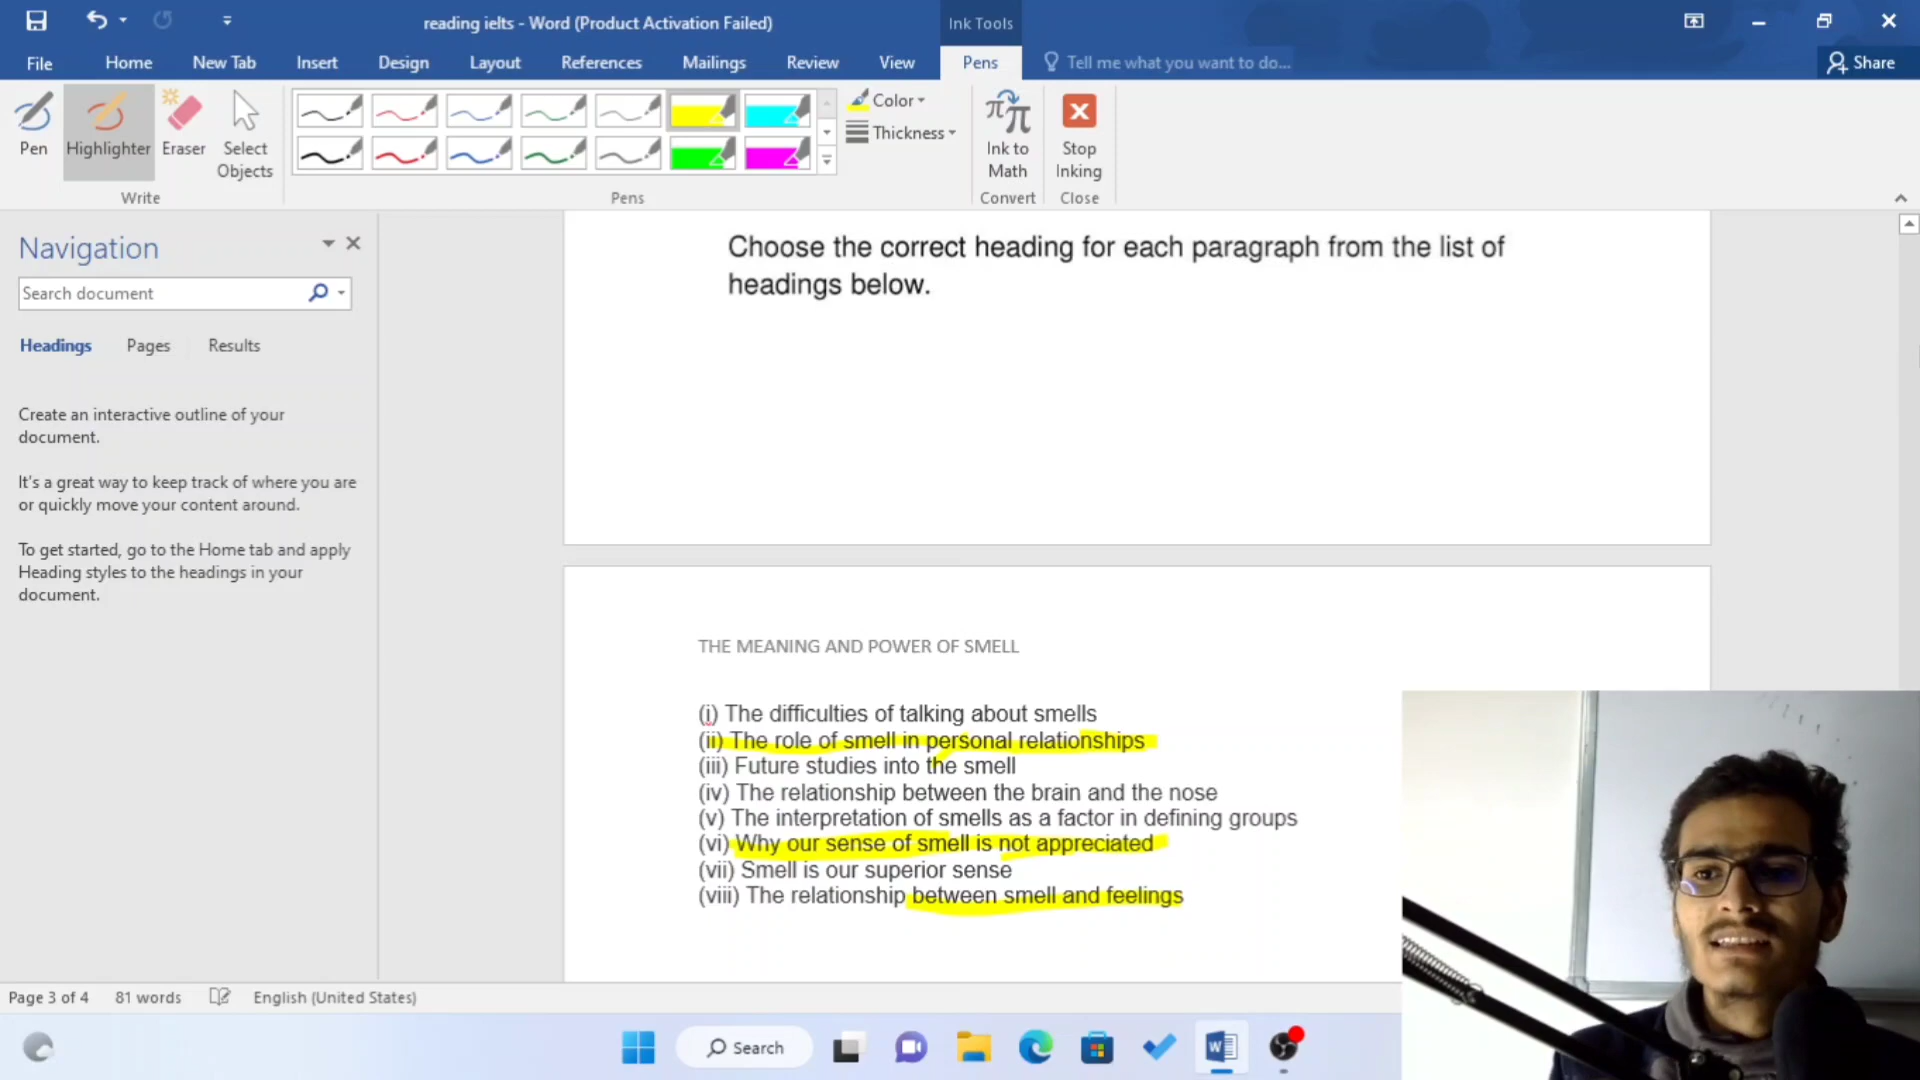 reading ielts - Word (Product Activation Failed)
Ink Tools
File
Home
New Tab
Insert
Design
Layout
References
Mailings
Review
View
Pens
Tell me what you want to do...
Share
Pen
Highlighter
Eraser
Select
Objects
Color
Thickness
Ink to
Math
Stop
Inking
Write
Pens
Convert
Close
Navigation
Search document
Headings
Pages
Results
Create an interactive outline of your
document.
It's a great way to keep track of where you are
or quickly move your content around.
To get started, go to the Home tab and apply
Heading styles to the headings in your
document.
Choose the correct heading for each paragraph from the list of
headings below.
THE MEANING AND POWER OF SMELL
(i) The difficulties of talking about smells
(ii) The role of smell in personal relationships
(iii) Future studies into the smell
(iv) The relationship between the brain and the nose
(v) The interpretation of smells as a factor in defining groups
(vi) Why our sense of smell is not appreciated
(vii) Smell is our superior sense
(viii) The relationship between smell and feelings
Page 3 of 4
81 words
English (United States)
Search